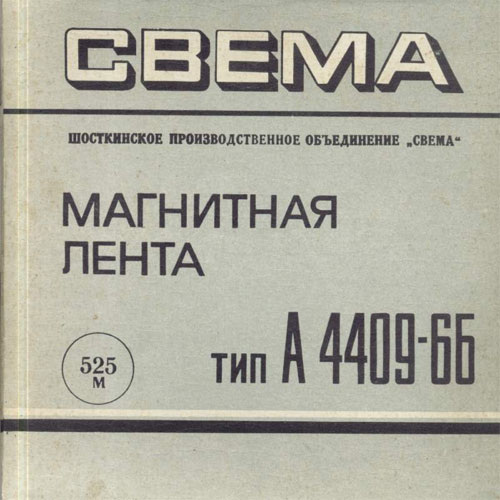 СВЕМА
ШОСТКИНСКОЕ ПРОИЗВОДСТВЕННОЕ ОБЪЕДИНЕНИЕ „СВЕМА“
МАГНИТНАЯ
ЛЕНТА
525
М
ТИП А 4409-6Б